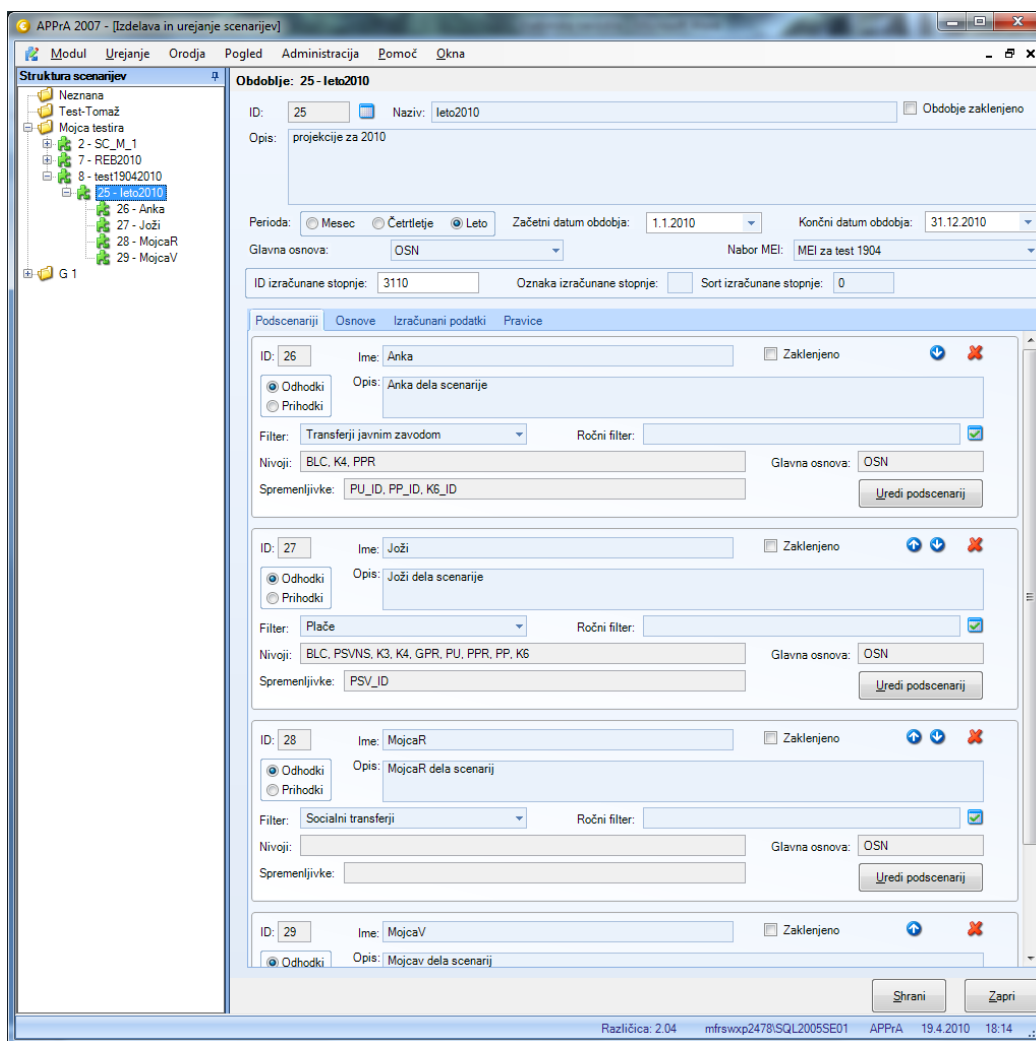 APPrA 2007 - [Izdelava in urejanje scenarijev]
Modul Urejanje Orodja Pogled Administracija Pomoč Okna
Struktura scenarijev
Neznana
Test-Tomaž
Mojca testira
2 - SC_M_1
7 - REB2010
8 - test19042010
25 - leto2010
26 - Anka
27 - Joži
28 - MojcaR
29 - MojcaV
G 1
Obdoblje: 25 - leto2010
ID: 25 Naziv: leto2010 Obdobje zaklenjeno
Opis: projekcije za 2010
Perioda: Mesec Četrtletje Leto Začetni datum obdobja: 1.1.2010 Končni datum obdobja: 31.12.2010
Glavna osnova: OSN Nabor MEI: MEI za test 1904
ID izračunane stopnje: 3110 Oznaka izračunane stopnje: Sort izračunane stopnje: 0
Podscenariji Osnove Izračunani podatki Pravice
ID: 26 Ime: Anka Zaklenjeno
Odhodki Opis: Anka dela scenarije
Prihodki
Filter: Transferji javnim zavodom Ročni filter:
Nivoji: BLC, K4, PPR Glavna osnova: OSN
Spremenljivke: PU_ID, PP_ID, K6_ID Uredi podscenarij
ID: 27 Ime: Joži Zaklenjeno
Odhodki Opis: Joži dela scenarije
Prihodki
Filter: Plače Ročni filter:
Nivoji: BLC, PSVNS, K3, K4, GPR, PU, PPR, PP, K6 Glavna osnova: OSN
Spremenljivke: PSV_ID Uredi podscenarij
ID: 28 Ime: MojcaR Zaklenjeno
Odhodki Opis: MojcaR dela scenarij
Prihodki
Filter: Socialni transferji Ročni filter:
Nivoji: Glavna osnova: OSN
Spremenljivke: Uredi podscenarij
ID: 29 Ime: MojcaV Zaklenjeno
Odhodki Opis: Mojcav dela scenarij
Shrani Zapri
Različica: 2.04 mfrswxp2478\SQL2005SE01 APPrA 19.4.2010 18:14